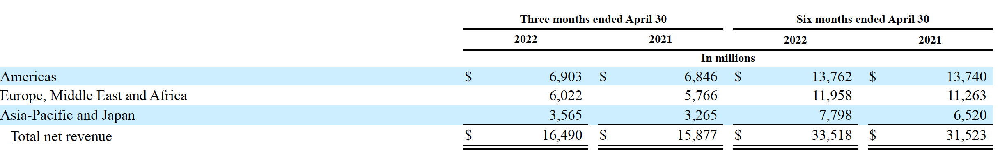 Three months ended April 30 Six months ended April 30
2022 2021 2022 2021
In millions
Americas $ 6,903 $ 6,846 $ 13,762 $ 13,740
Europe, Middle East and Africa 6,022 5,766 11,958 11,263
Asia-Pacific and Japan 3,565 3,265 7,798 6,520
Total net revenue $ 16,490 $ 15,877 $ 33,518 $ 31,523